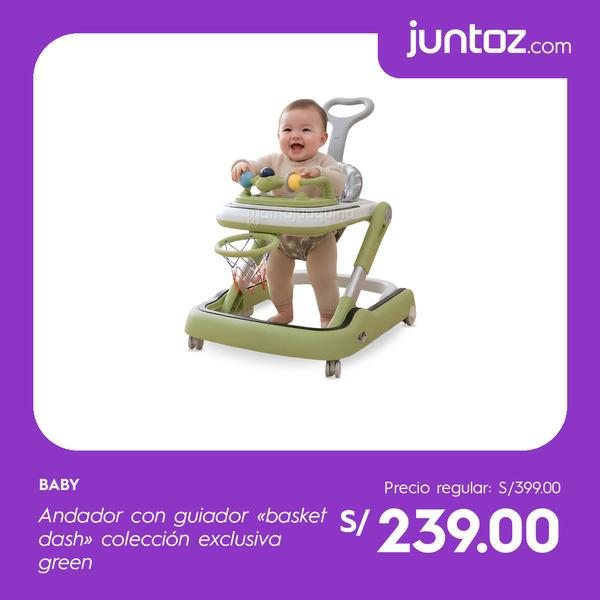 juntoz.com
BABY
Andador con guiador «basket
dash» colección exclusiva
green
Precio regular: S/399.00
S/239.00